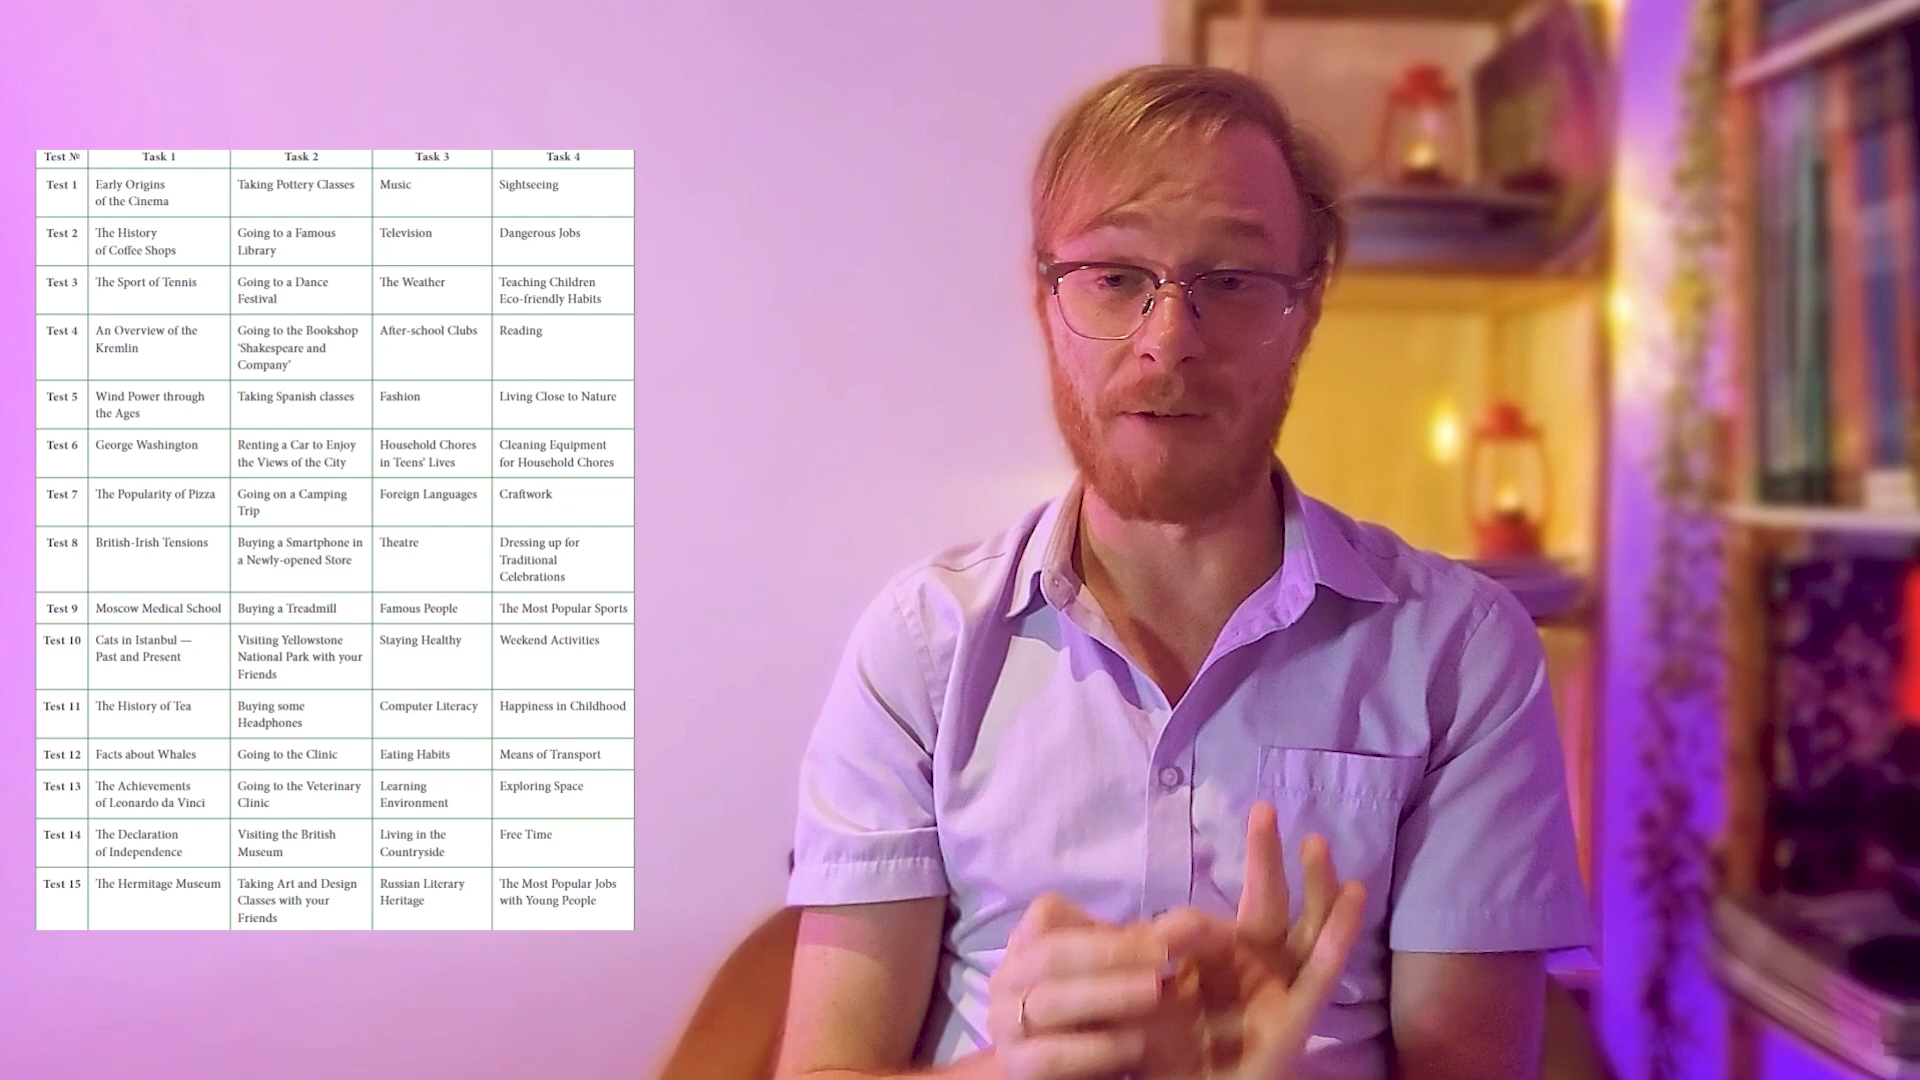 Test № Task 1 Task 2 Task 3 Task 4
Test 1 Early Origins Taking Pottery Classes Music Sightseeing
of the Cinema
Test 2 The History Going to a Famous Television Dangerous Jobs
of Coffee Shops Library
Test 3 The Sport of Tennis Going to a Dance The Weather Teaching Children
Festival Eco-friendly Habits
Test 4 An Overview of the Going to the Bookshop After-school Clubs Reading
Kremlin ‘Shakespeare and
Company’
Test 5 Wind Power through Taking Spanish classes Fashion Living Close to Nature
the Ages
Test 6 George Washington Renting a Car to Enjoy Household Chores Cleaning Equipment
the Views of the City in Teens’ Lives for Household Chores
Test 7 The Popularity of Pizza Going on a Camping Foreign Languages Craftwork
Trip
Test 8 British-Irish Tensions Buying a Smartphone in Theatre Dressing up for
a Newly-opened Store Traditional
Celebrations
Test 9 Moscow Medical School Buying a Treadmill Famous People The Most Popular Sports
Test 10 Cats in Istanbul — Visiting Yellowstone Staying Healthy Weekend Activities
Past and Present National Park with your
Friends
Test 11 The History of Tea Buying some Computer Literacy Happiness in Childhood
Headphones
Test 12 Facts about Whales Going to the Clinic Eating Habits Means of Transport
Test 13 The Achievements Going to the Veterinary Learning Exploring Space
of Leonardo da Vinci Clinic Environment
Test 14 The Declaration Visiting the British Living in the Free Time
of Independence Museum Countryside
Test 15 The Hermitage Museum Taking Art and Design Russian Literary The Most Popular Jobs
Classes with your Heritage with Young People
Friends